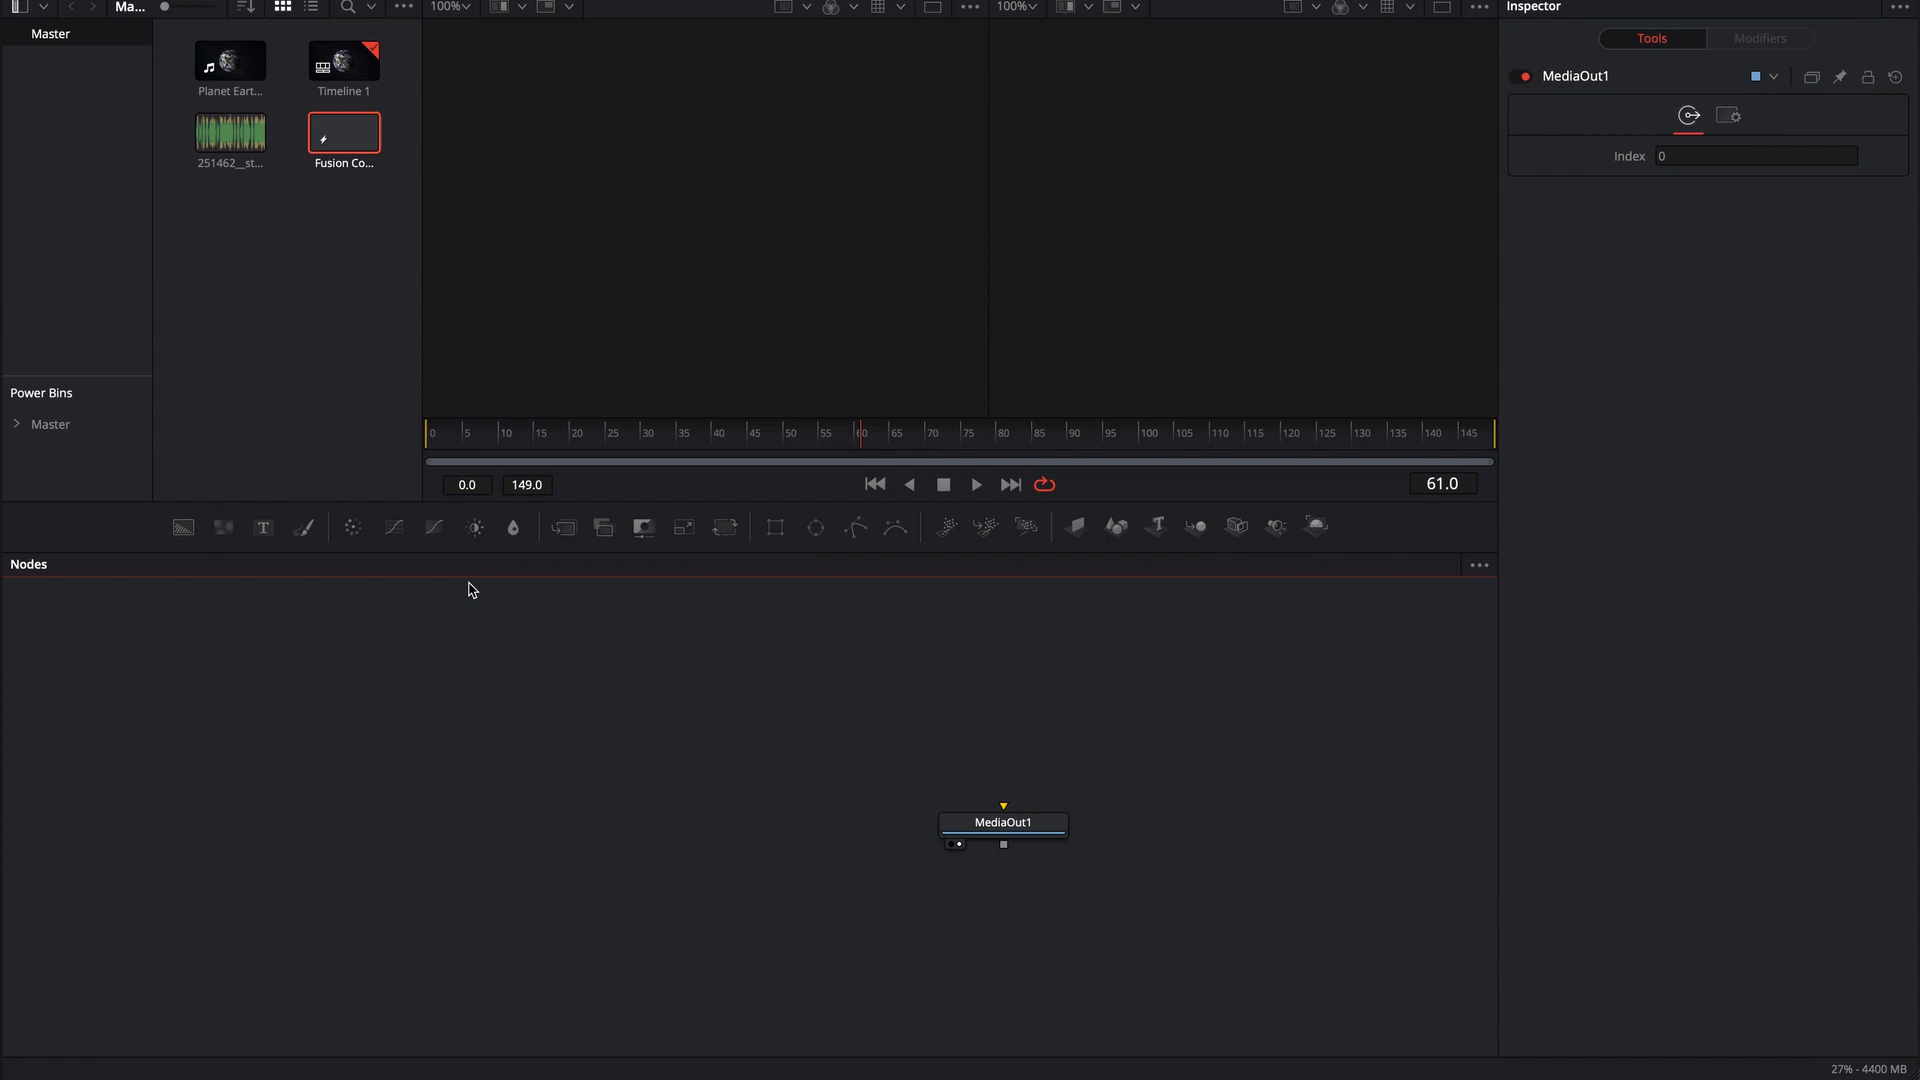 Ma...
100%
100%
Inspector
Master
Tools
Modifiers
MediaOut1
Planet Eart...
Timeline 1
Index
0
251462__st...
Fusion Co...
Power Bins
Master
0 5 10 15 20 25 30 35 40 45 50 55 60 65 70 75 80 85 90 95 100 105 110 115 120 125 130 135 140 145
0.0
149.0
61.0
T
Nodes
MediaOut1
27% - 4400 MB